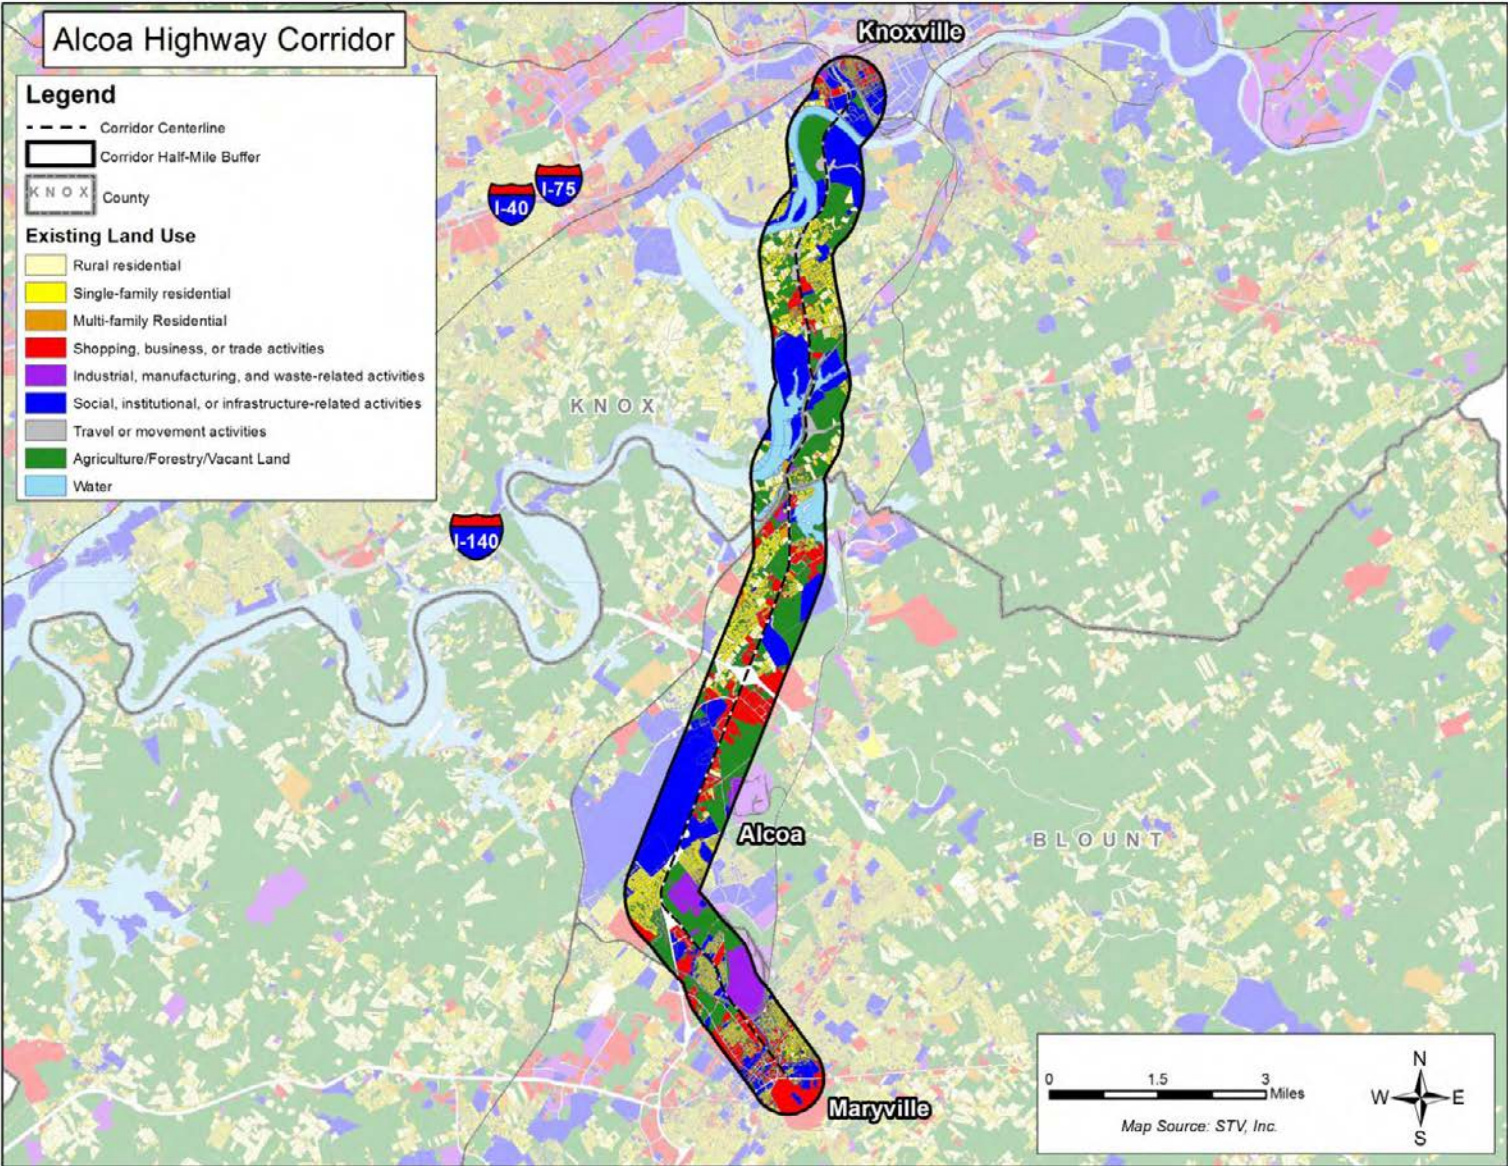 Alcoa Highway Corridor
Knoxville
Legend
Corridor Centerline
Corridor Half-Mile Buffer
KNOX
County
I-40
I-75
Existing Land Use
Rural residential
Single-family residential
Multi-family Residential
Shopping, business, or trade activities
Industrial, manufacturing, and waste-related activities
Social, institutional, or infrastructure-related activities
Travel or movement activities
Agriculture/Forestry/Vacant Land
Water
KNOX
I-140
Alcoa
BLOUNT
Maryville
0 1.5 3
Miles
Map Source: STV, Inc.
N
W E
S